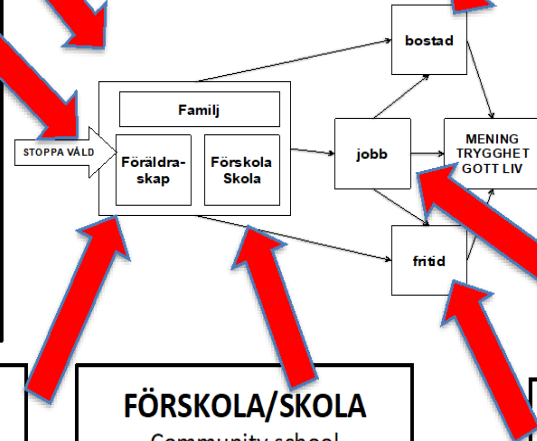 bostad
Familj
STOPPA VÅLD
Föräldra-
skap
Förskola
Skola
jobb
MENING
TRYGGHET
GOTT LIV
fritid
FÖRSKOLA/SKOLA
Community school